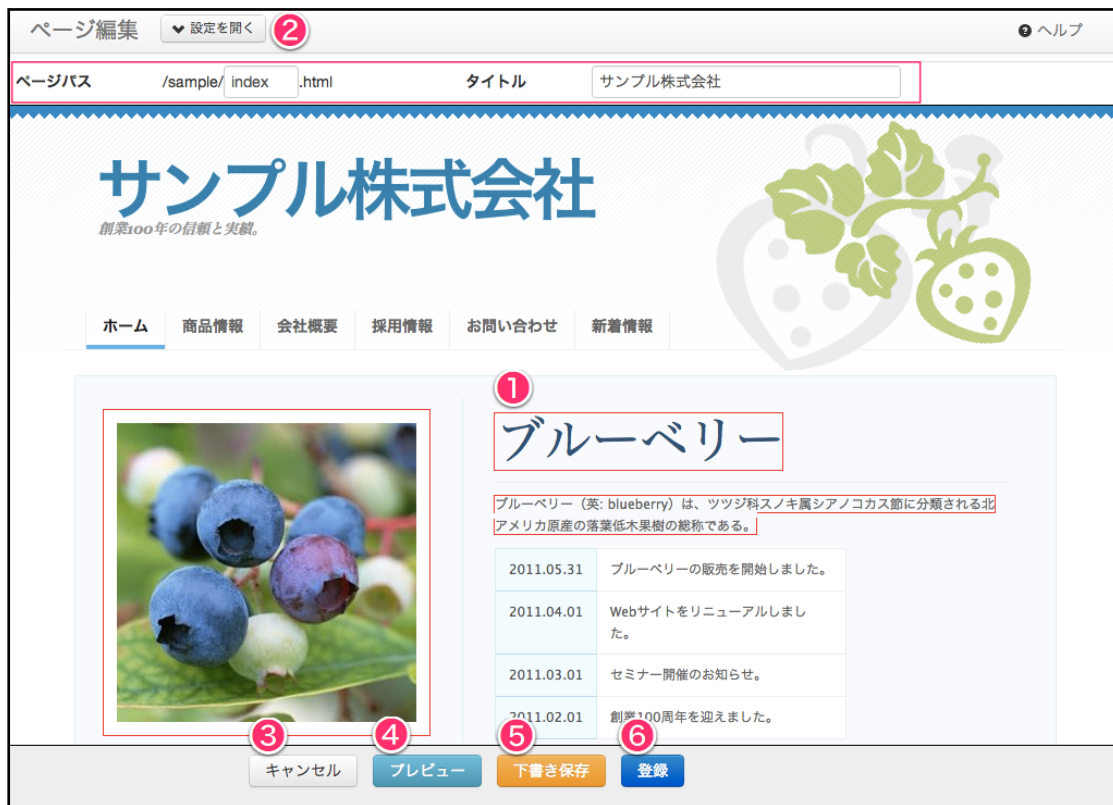 ページ編集 設定を開く 2 ヘルプ
ページパス /sample/ index .html タイトル サンプル株式会社
サンプル株式会社
創業100年の信頼と実績。
ホーム 商品情報 会社概要 採用情報 お問い合わせ 新着情報
1
ブルーベリー
ブルーベリー（英: blueberry）は、ツツジ科スノキ属シアノコカス節に分類される北
アメリカ原産の落葉低木果樹の総称である。
2011.05.31 ブルーベリーの販売を開始しました。
2011.04.01 Webサイトをリニューアルしまし
た。
2011.03.01 セミナー開催のお知らせ。
2011.02.01 創業100周年を迎えました。
3 4 5 6
キャンセル プレビュー 下書き保存 登録